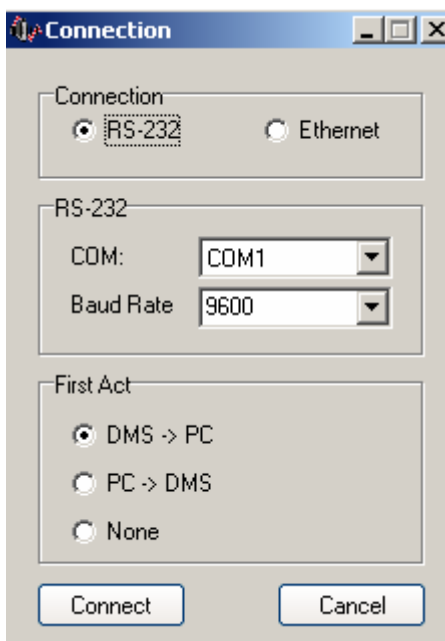 Connection
Connection
RS-232 Ethernet
RS-232
COM: COM1
Baud Rate 9600
First Act
DMS -> PC
PC -> DMS
None
Connect Cancel